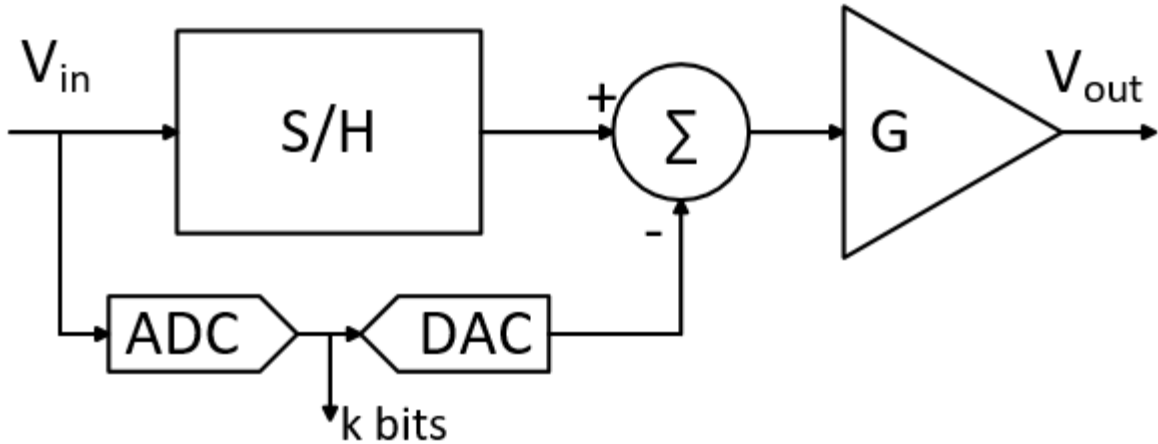 V_in
S/H
+
Σ
-
G
V_out
ADC
DAC
k bits